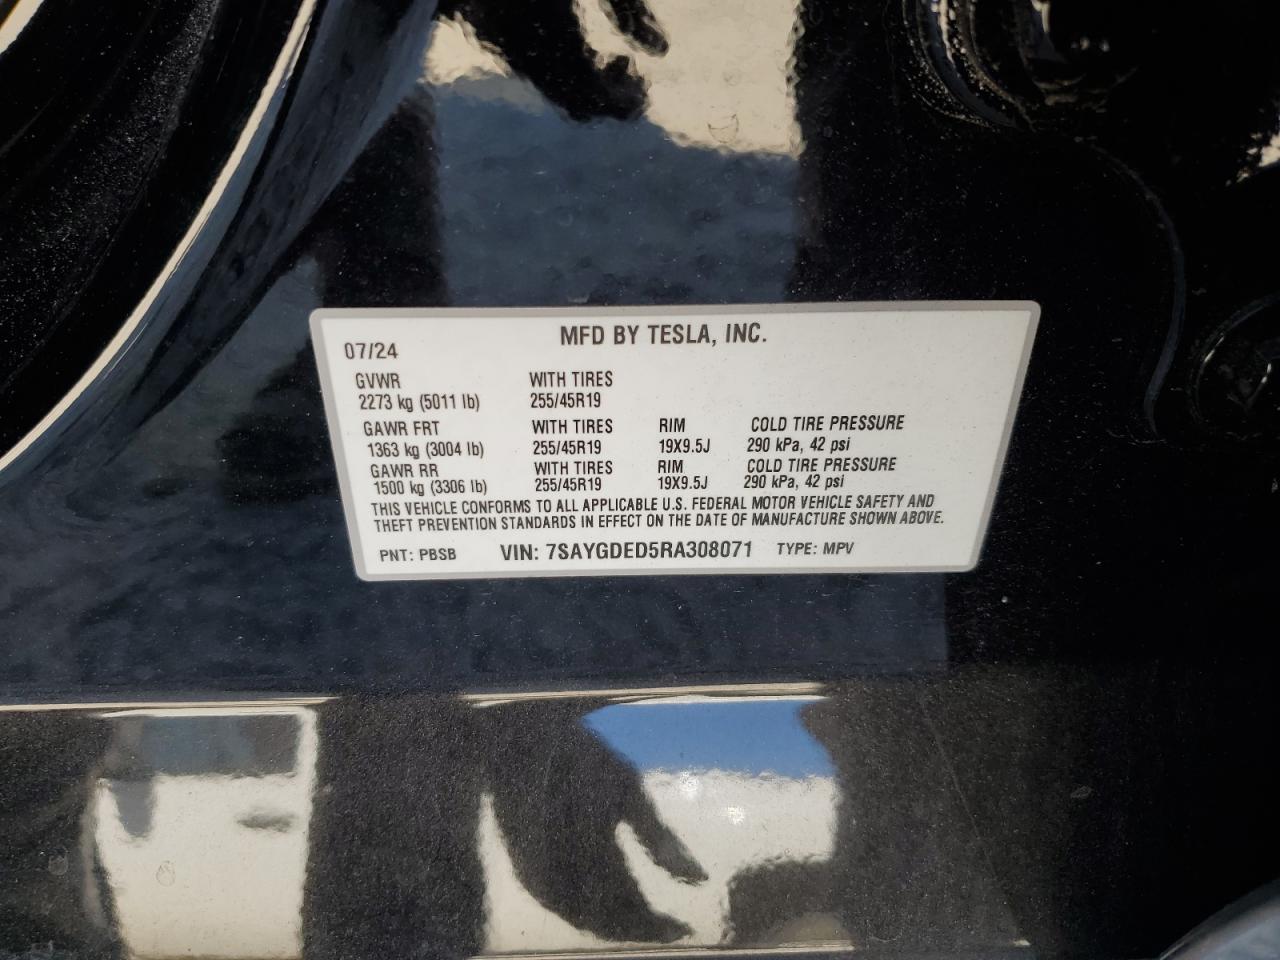 MFD BY TESLA, INC.
07/24
GVWR WITH TIRES
2273 kg (5011 lb) 255/45R19
GAWR FRT WITH TIRES RIM COLD TIRE PRESSURE
1363 kg (3004 lb) 255/45R19 19X9.5J 290 kPa, 42 psi
GAWR RR WITH TIRES RIM COLD TIRE PRESSURE
1500 kg (3306 lb) 255/45R19 19X9.5J 290 kPa, 42 psi
THIS VEHICLE CONFORMS TO ALL APPLICABLE U.S. FEDERAL MOTOR VEHICLE SAFETY AND
THEFT PREVENTION STANDARDS IN EFFECT ON THE DATE OF MANUFACTURE SHOWN ABOVE.
PNT: PBSB VIN: 7SAYGDED5RA308071 TYPE: MPV